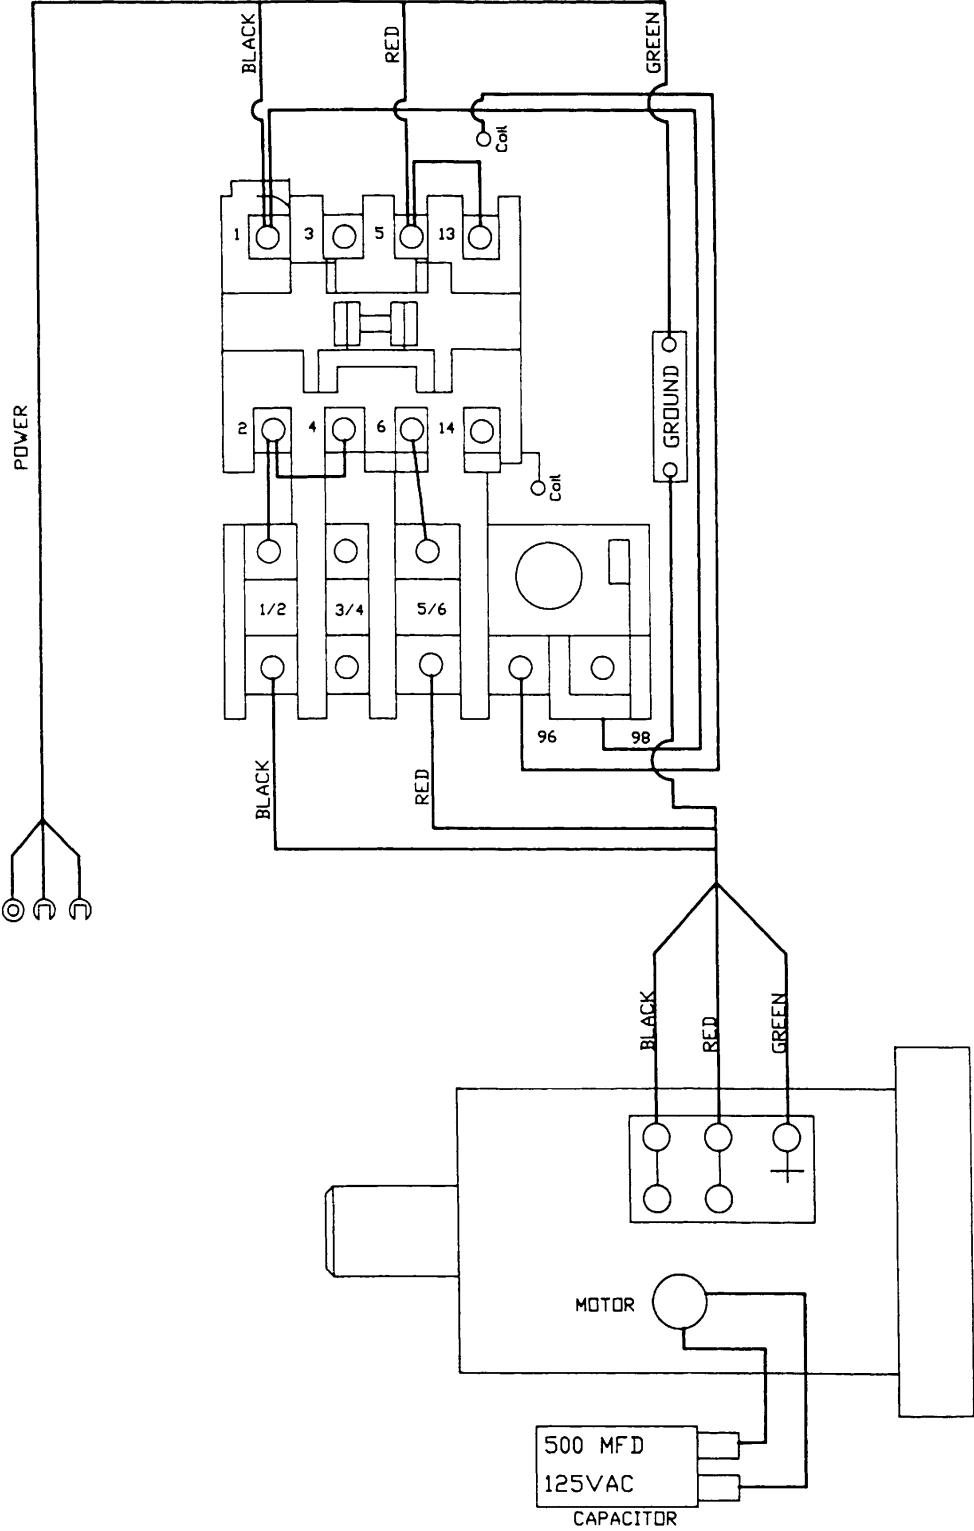 BLACK
RED
GREEN
Coil
1
3
5
13
POWER
GROUND
2
4
6
14
Coil
1/2
3/4
5/6
96
98
BLACK
RED
BLACK
RED
GREEN
MOTOR
500 MFD
125VAC
CAPACITOR